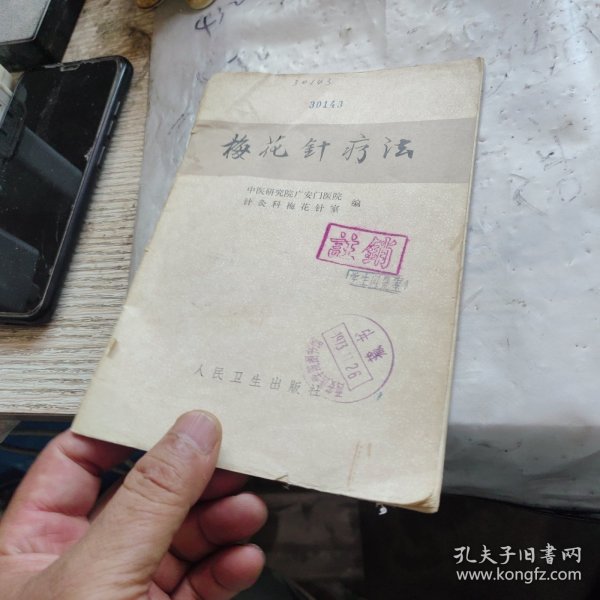 30143
30143
梅花針疗法
中医研究院广安门医院
针灸科梅花针室 编
註銷
人民卫生出版社
孔夫子旧书网
www.kongfz.com